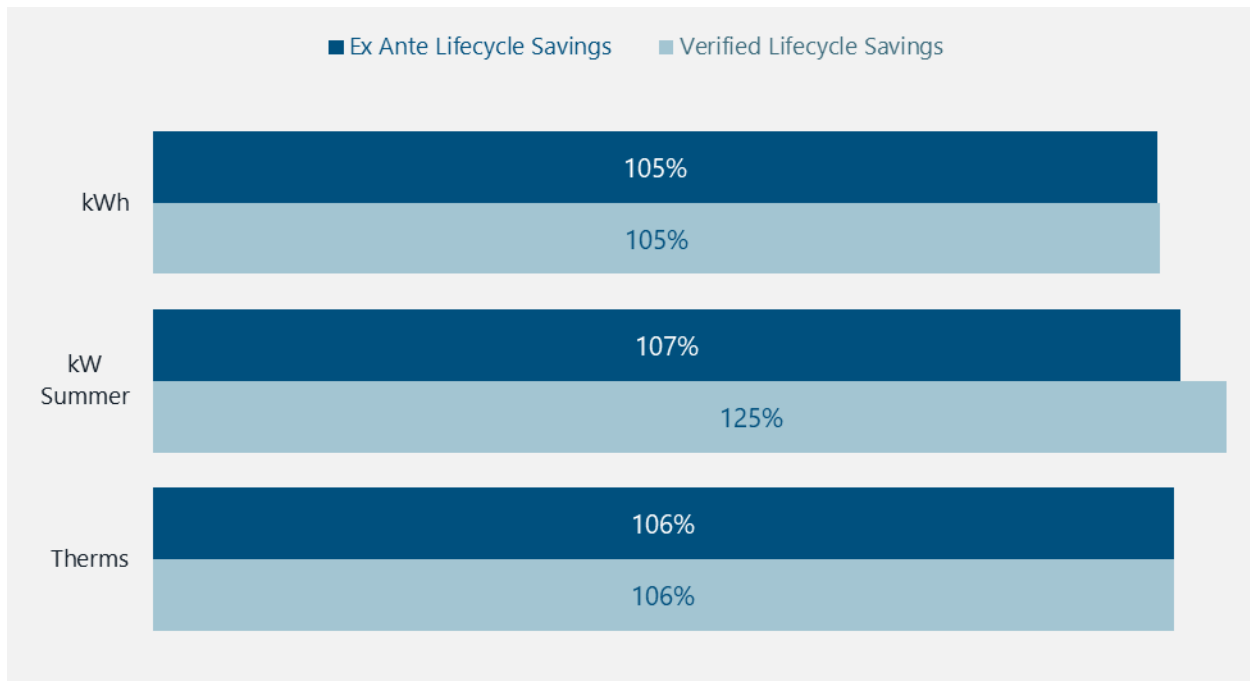 Ex Ante Lifecycle Savings
Verified Lifecycle Savings
kWh
105%
105%
kW
Summer
107%
125%
Therms
106%
106%